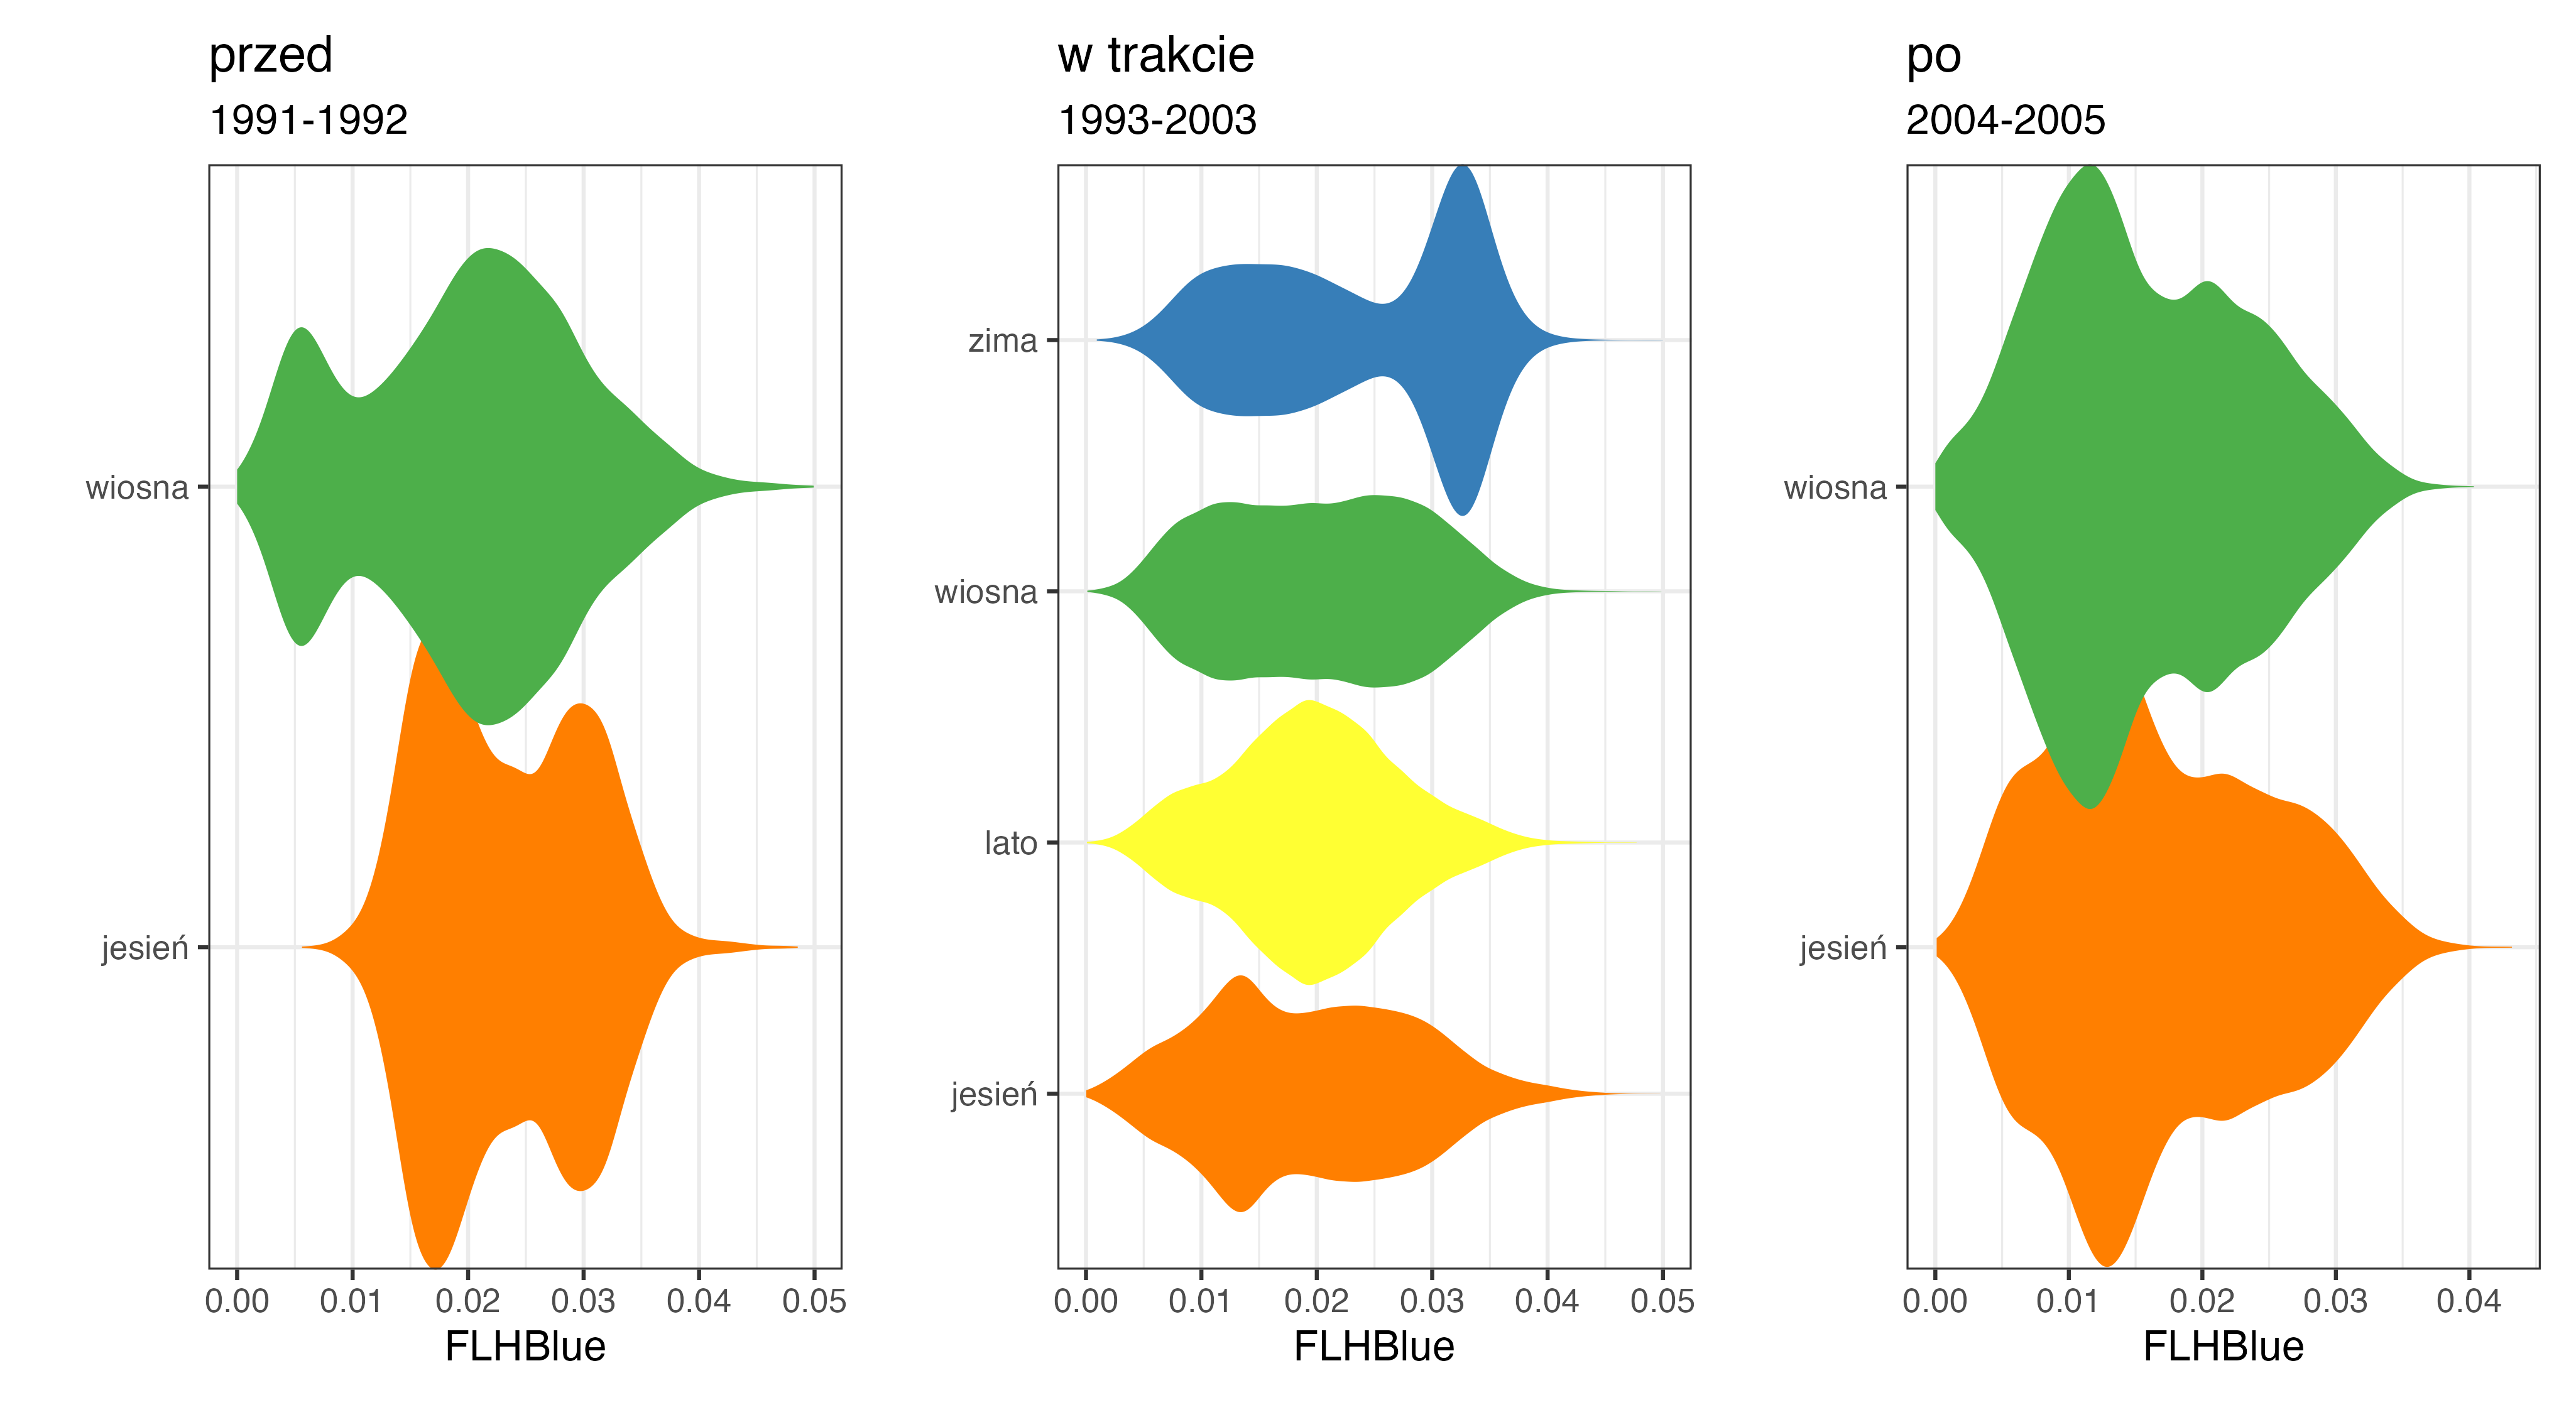 przed
1991-1992
wiosna
jesień
0.00 0.01 0.02 0.03 0.04 0.05
FLHBlue
w trakcie
1993-2003
zima
wiosna
lato
jesień
0.00 0.01 0.02 0.03 0.04 0.05
FLHBlue
po
2004-2005
wiosna
jesień
0.00 0.01 0.02 0.03 0.04
FLHBlue